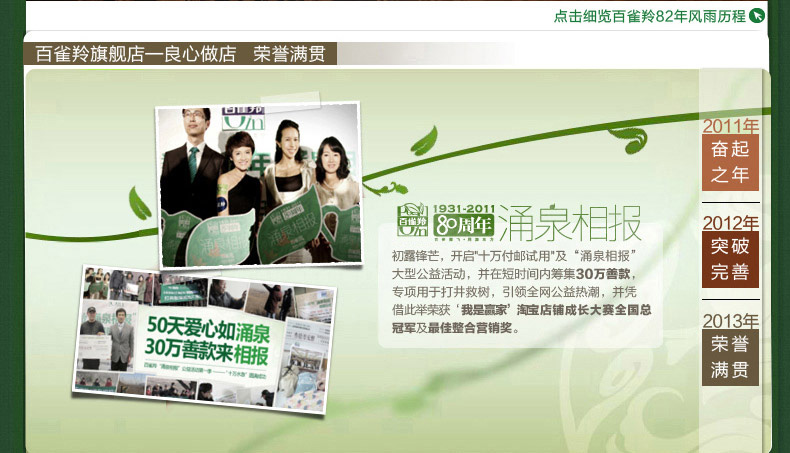 点击细览百雀羚82年风雨历程
百雀羚旗舰店—良心做店 荣誉满贯
涌泉相报
50天爱心如涌泉
30万善款来相报
1931-2011
百雀羚
80周年
涌泉相报
初露锋芒，开启"十万付邮试用"及“涌泉相报”
大型公益活动，并在短时间内筹集30万善款，
专项用于打井救树，引领全网公益热潮，并凭
借此举荣获‘我是赢家’淘宝店铺成长大赛全国总
冠军及最佳整合营销奖。
2011年
奋起
之年
2012年
突破
完善
2013年
荣誉
满贯